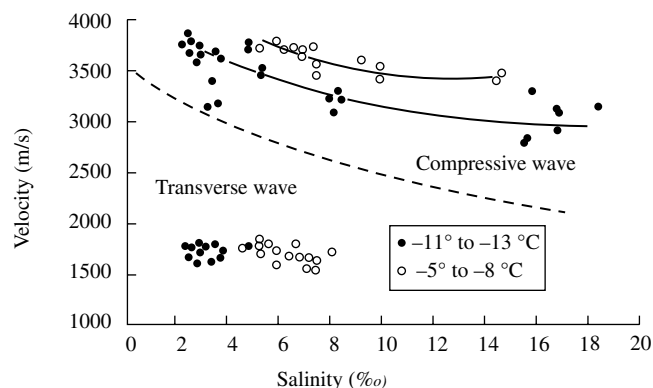 4000
3500
3000
2500
2000
1500
1000
Velocity (m/s)
Compressive wave
Transverse wave
–11° to –13 °C
–5° to –8 °C
0 2 4 6 8 10 12 14 16 18 20
Salinity (‰)